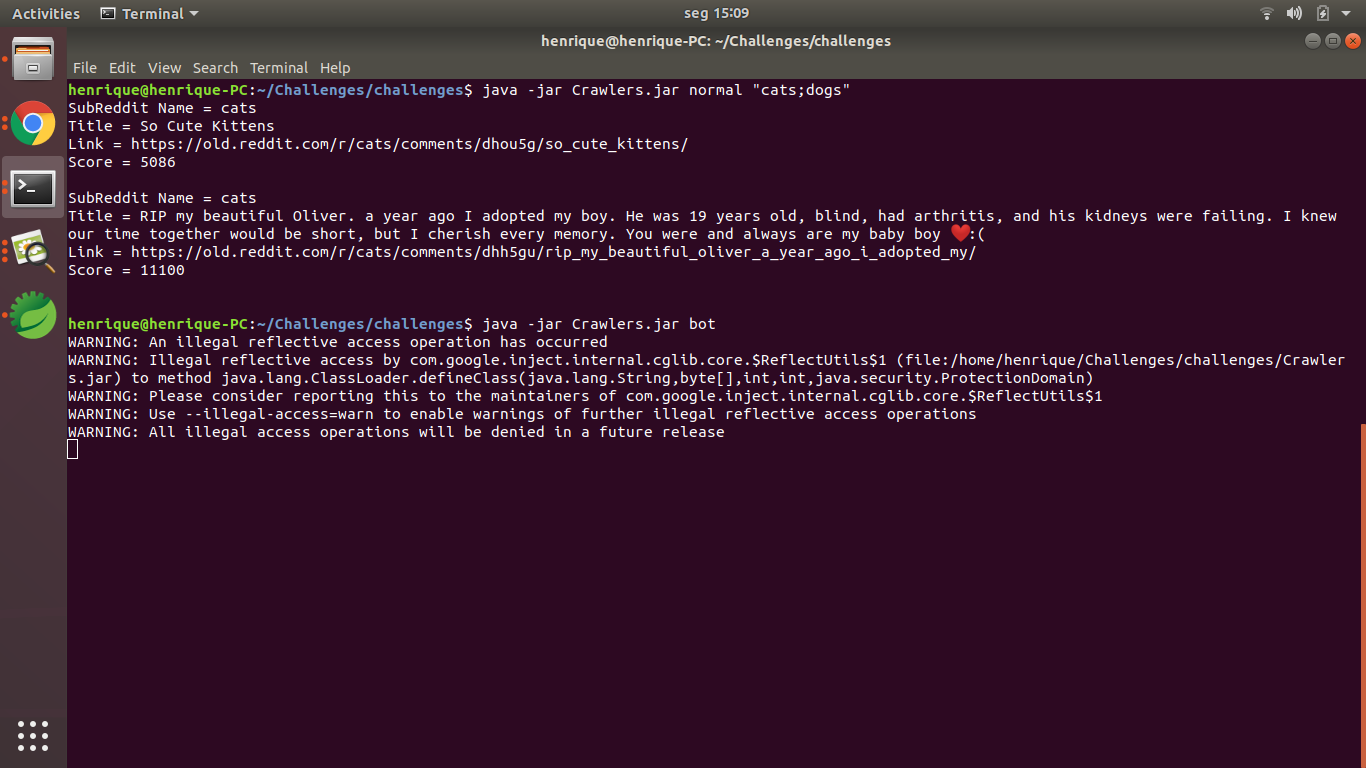 Activities Terminal seg 15:09
henrique@henrique-PC: ~/Challenges/challenges
File Edit View Search Terminal Help
henrique@henrique-PC:~/Challenges/challenges$ java -jar Crawlers.jar normal "cats;dogs"
SubReddit Name = cats
Title = So Cute Kittens
Link = https://old.reddit.com/r/cats/comments/dhou5g/so_cute_kittens/
Score = 5086
SubReddit Name = cats
Title = RIP my beautiful Oliver. a year ago I adopted my boy. He was 19 years old, blind, had arthritis, and his kidneys were failing. I knew
our time together would be short, but I cherish every memory. You were and always are my baby boy ❤️:(
Link = https://old.reddit.com/r/cats/comments/dhh5gu/rip_my_beautiful_oliver_a_year_ago_i_adopted_my/
Score = 11100
henrique@henrique-PC:~/Challenges/challenges$ java -jar Crawlers.jar bot
WARNING: An illegal reflective access operation has occurred
WARNING: Illegal reflective access by com.google.inject.internal.cglib.core.$ReflectUtils$1 (file:/home/henrique/Challenges/challenges/Crawler
s.jar) to method java.lang.ClassLoader.defineClass(java.lang.String,byte[],int,int,java.security.ProtectionDomain)
WARNING: Please consider reporting this to the maintainers of com.google.inject.internal.cglib.core.$ReflectUtils$1
WARNING: Use --illegal-access=warn to enable warnings of further illegal reflective access operations
WARNING: All illegal access operations will be denied in a future release